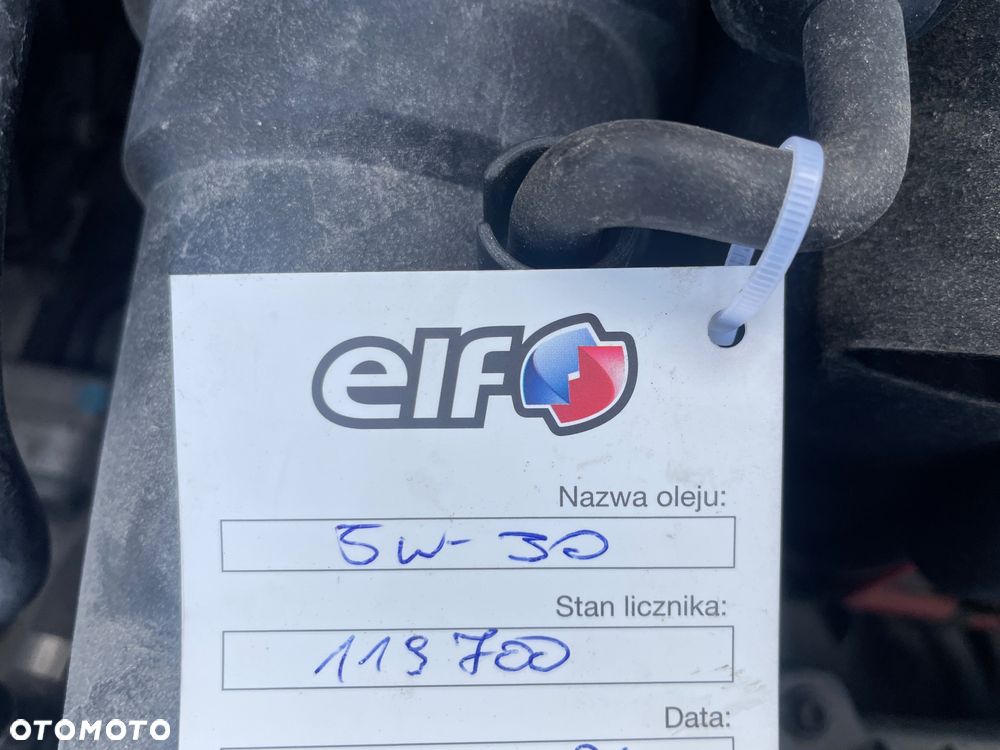 elf
Nazwa oleju:
5w-30
Stan licznika:
119700
Data:
OTOMOTO